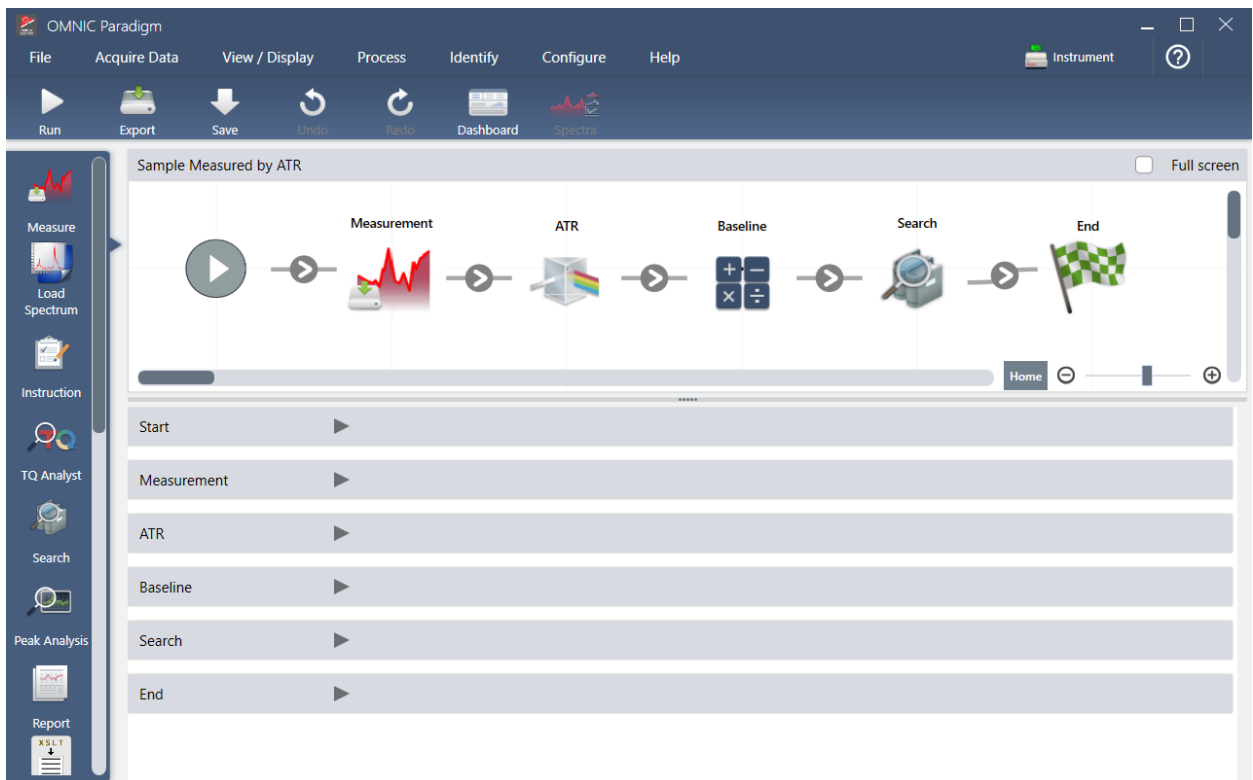 OMNIC Paradigm
File Acquire Data View / Display Process Identify Configure Help Instrument
Run Export Save Undo Redo Dashboard Spectra
Measure
Load
Spectrum
Instruction
TQ Analyst
Search
Peak Analysis
Report
XSLT
Sample Measured by ATR Full screen
Measurement ATR Baseline Search End
Home
Start
Measurement
ATR
Baseline
Search
End